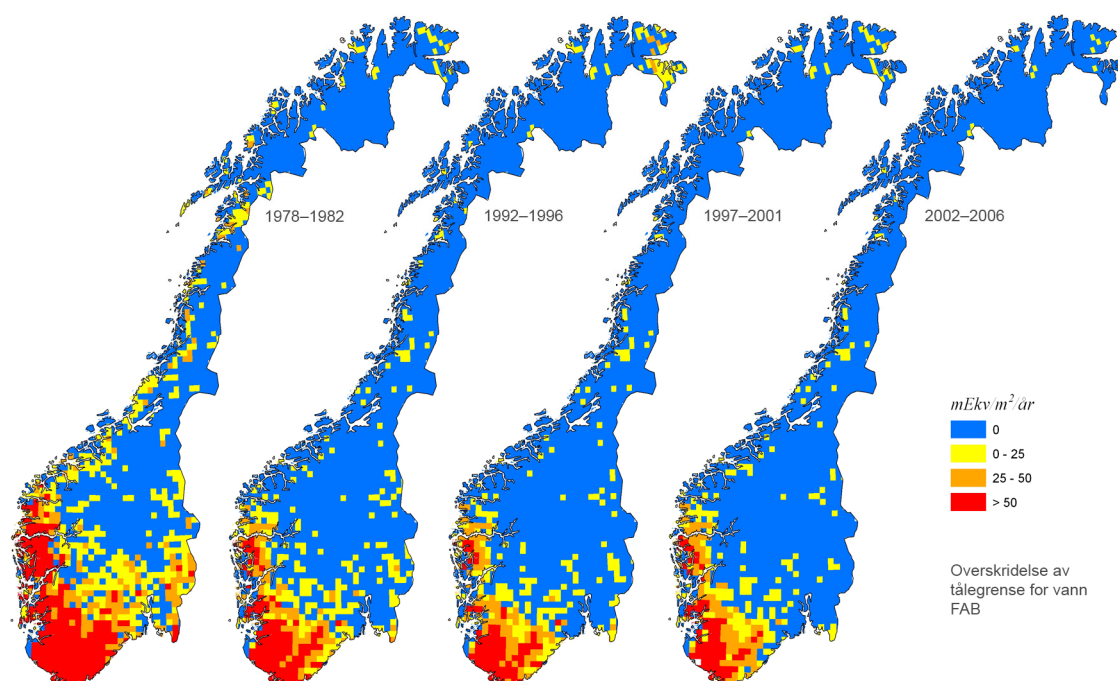 1978–1982
1992–1996
1997–2001
2002–2006
mEkv/m²/år
0
0 - 25
25 - 50
> 50
Overskridelse av
tålegrense for vann
FAB